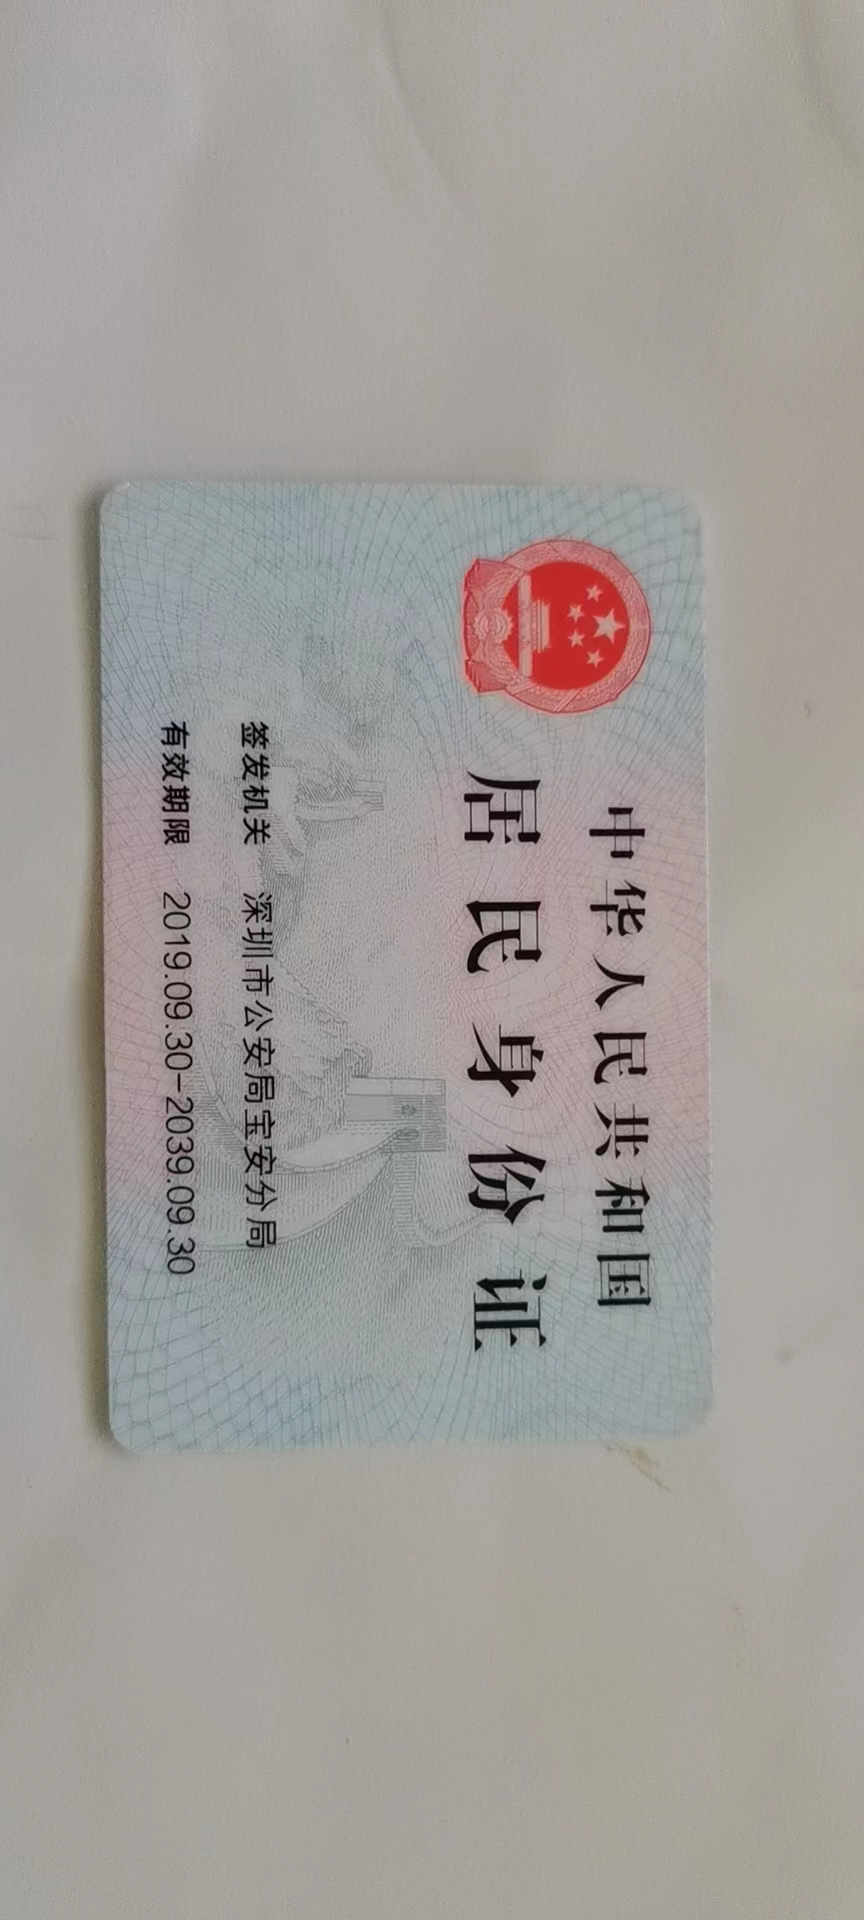 中华人民共和国
居民身份证
签发机关 深圳市公安局宝安分局
有效期限 2019.09.30-2039.09.30